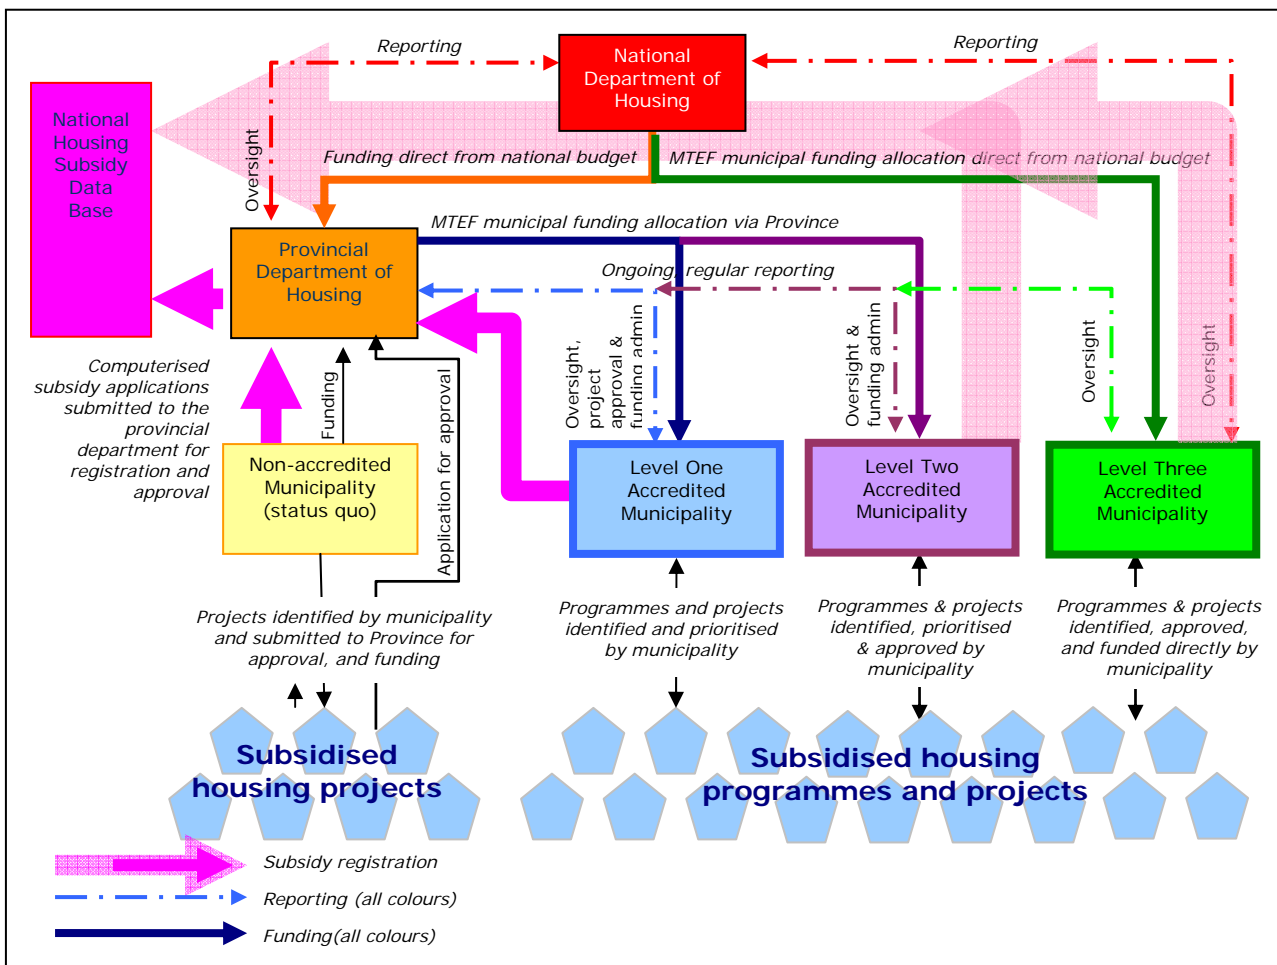 Reporting
National
Department of
Housing
Reporting
National
Housing
Subsidy
Data
Base
Oversight
Funding direct from national budget
MTEF municipal funding allocation direct from national budget
MTEF municipal funding allocation via Province
Provincial
Department of
Housing
Ongoing, regular reporting
Computerised
subsidy applications
submitted to the
provincial
department for
registration and
approval
Funding
Application for approval
Oversight,
project
approval &
funding admin
Oversight &
funding admin
Oversight
Oversight
Non-accredited
Municipality
(status quo)
Level One
Accredited
Municipality
Level Two
Accredited
Municipality
Level Three
Accredited
Municipality
Projects identified by municipality
and submitted to Province for
approval, and funding
Programmes and projects
identified and prioritised
by municipality
Programmes & projects
identified, prioritised
& approved by
municipality
Programmes & projects
identified, approved,
and funded directly by
municipality
Subsidised
housing projects
Subsidised housing
programmes and projects
Subsidy registration
Reporting (all colours)
Funding(all colours)